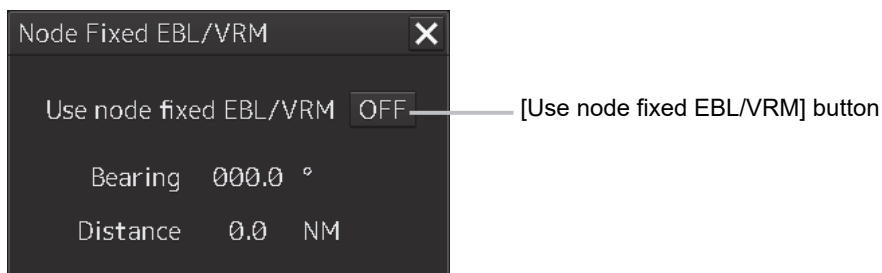 Node Fixed EBL/VRM X
Use node fixed EBL/VRM OFF [Use node fixed EBL/VRM] button
Bearing 000.0 °
Distance 0.0 NM